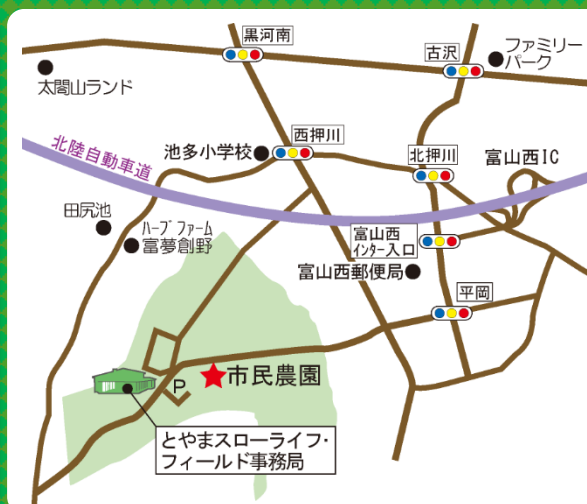 黒河南
古沢
ファミリー
パーク
太閤山ランド
北陸自動車道
池多小学校
西押川
北押川
富山西IC
田尻池
ハーブファーム
富夢創野
富山西
インター入口
富山西郵便局
平岡
P
市民農園
とやまスローライフ・
フィールド事務局